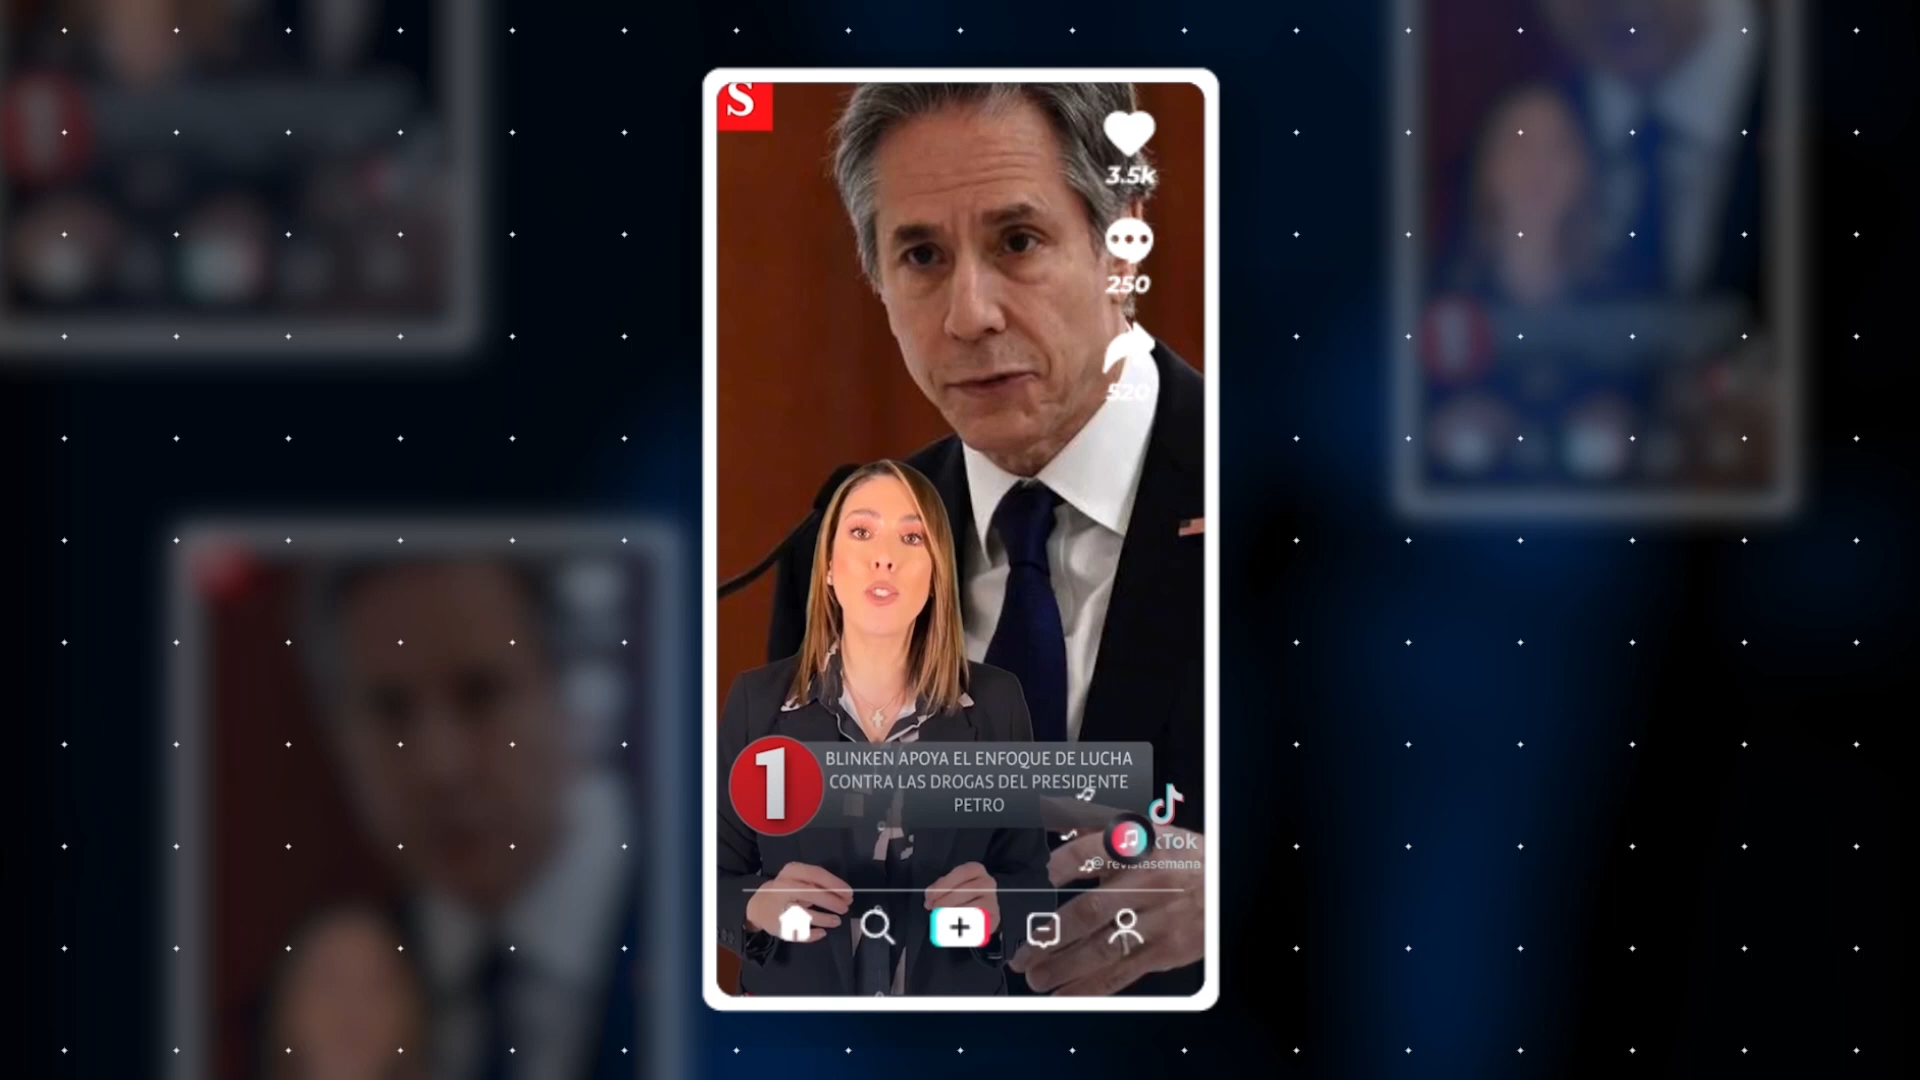 S
3.5k
250
520
1
BLINKEN APOYA EL ENFOQUE DE LUCHA
CONTRA LAS DROGAS DEL PRESIDENTE
PETRO
kTok
@revistasemana